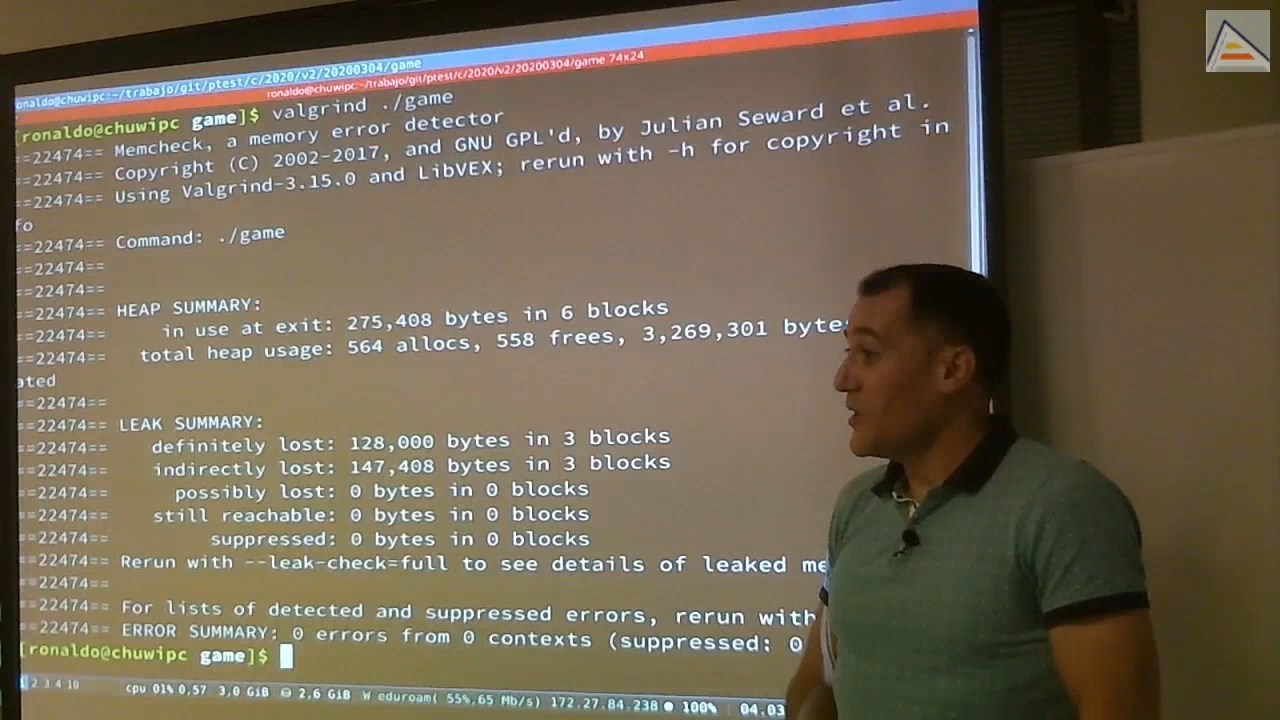 onaldo@chuwipc:~/trabajo/git/ptest/c/2020/v2/20200304/game
ronaldo@chuwipc:~/trabajo/git/ptest/c/2020/v2/20200304/game 74x24
[ronaldo@chuwipc game]$ valgrind ./game
==22474== Memcheck, a memory error detector
==22474== Copyright (C) 2002-2017, and GNU GPL'd, by Julian Seward et al.
==22474== Using Valgrind-3.15.0 and LibVEX; rerun with -h for copyright in
fo
==22474== Command: ./game
==22474==
==22474==
==22474== HEAP SUMMARY:
==22474== in use at exit: 275,408 bytes in 6 blocks
==22474== total heap usage: 564 allocs, 558 frees, 3,269,301 byte
ated
==22474==
==22474== LEAK SUMMARY:
==22474== definitely lost: 128,000 bytes in 3 blocks
==22474== indirectly lost: 147,408 bytes in 3 blocks
==22474== possibly lost: 0 bytes in 0 blocks
==22474== still reachable: 0 bytes in 0 blocks
==22474== suppressed: 0 bytes in 0 blocks
==22474== Rerun with --leak-check=full to see details of leaked me
==22474==
==22474== For lists of detected and suppressed errors, rerun with
==22474== ERROR SUMMARY: 0 errors from 0 contexts (suppressed: 0
[ronaldo@chuwipc game]$
2 3 4 10 cpu 01% 0,57 3,0 GiB 2,6 GiB W eduroam( 55%,65 Mb/s) 172.27.84.238 100% 04.03